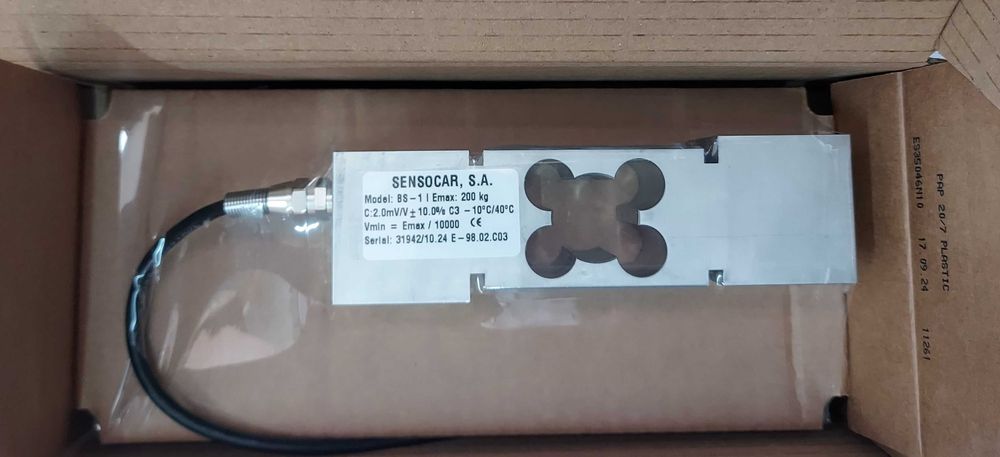 SENSOCAR, S.A.
Model: BS-1 | Emax: 200 kg
C:2.0mV/V ± 10.0% C3 -10°C/40°C
Vmin = Emax / 10000 CE
Serial: 31942/10.24 E-98.02.C03
PAP 20/7 PLASTIC
ES35046N10 17.09.24 11261